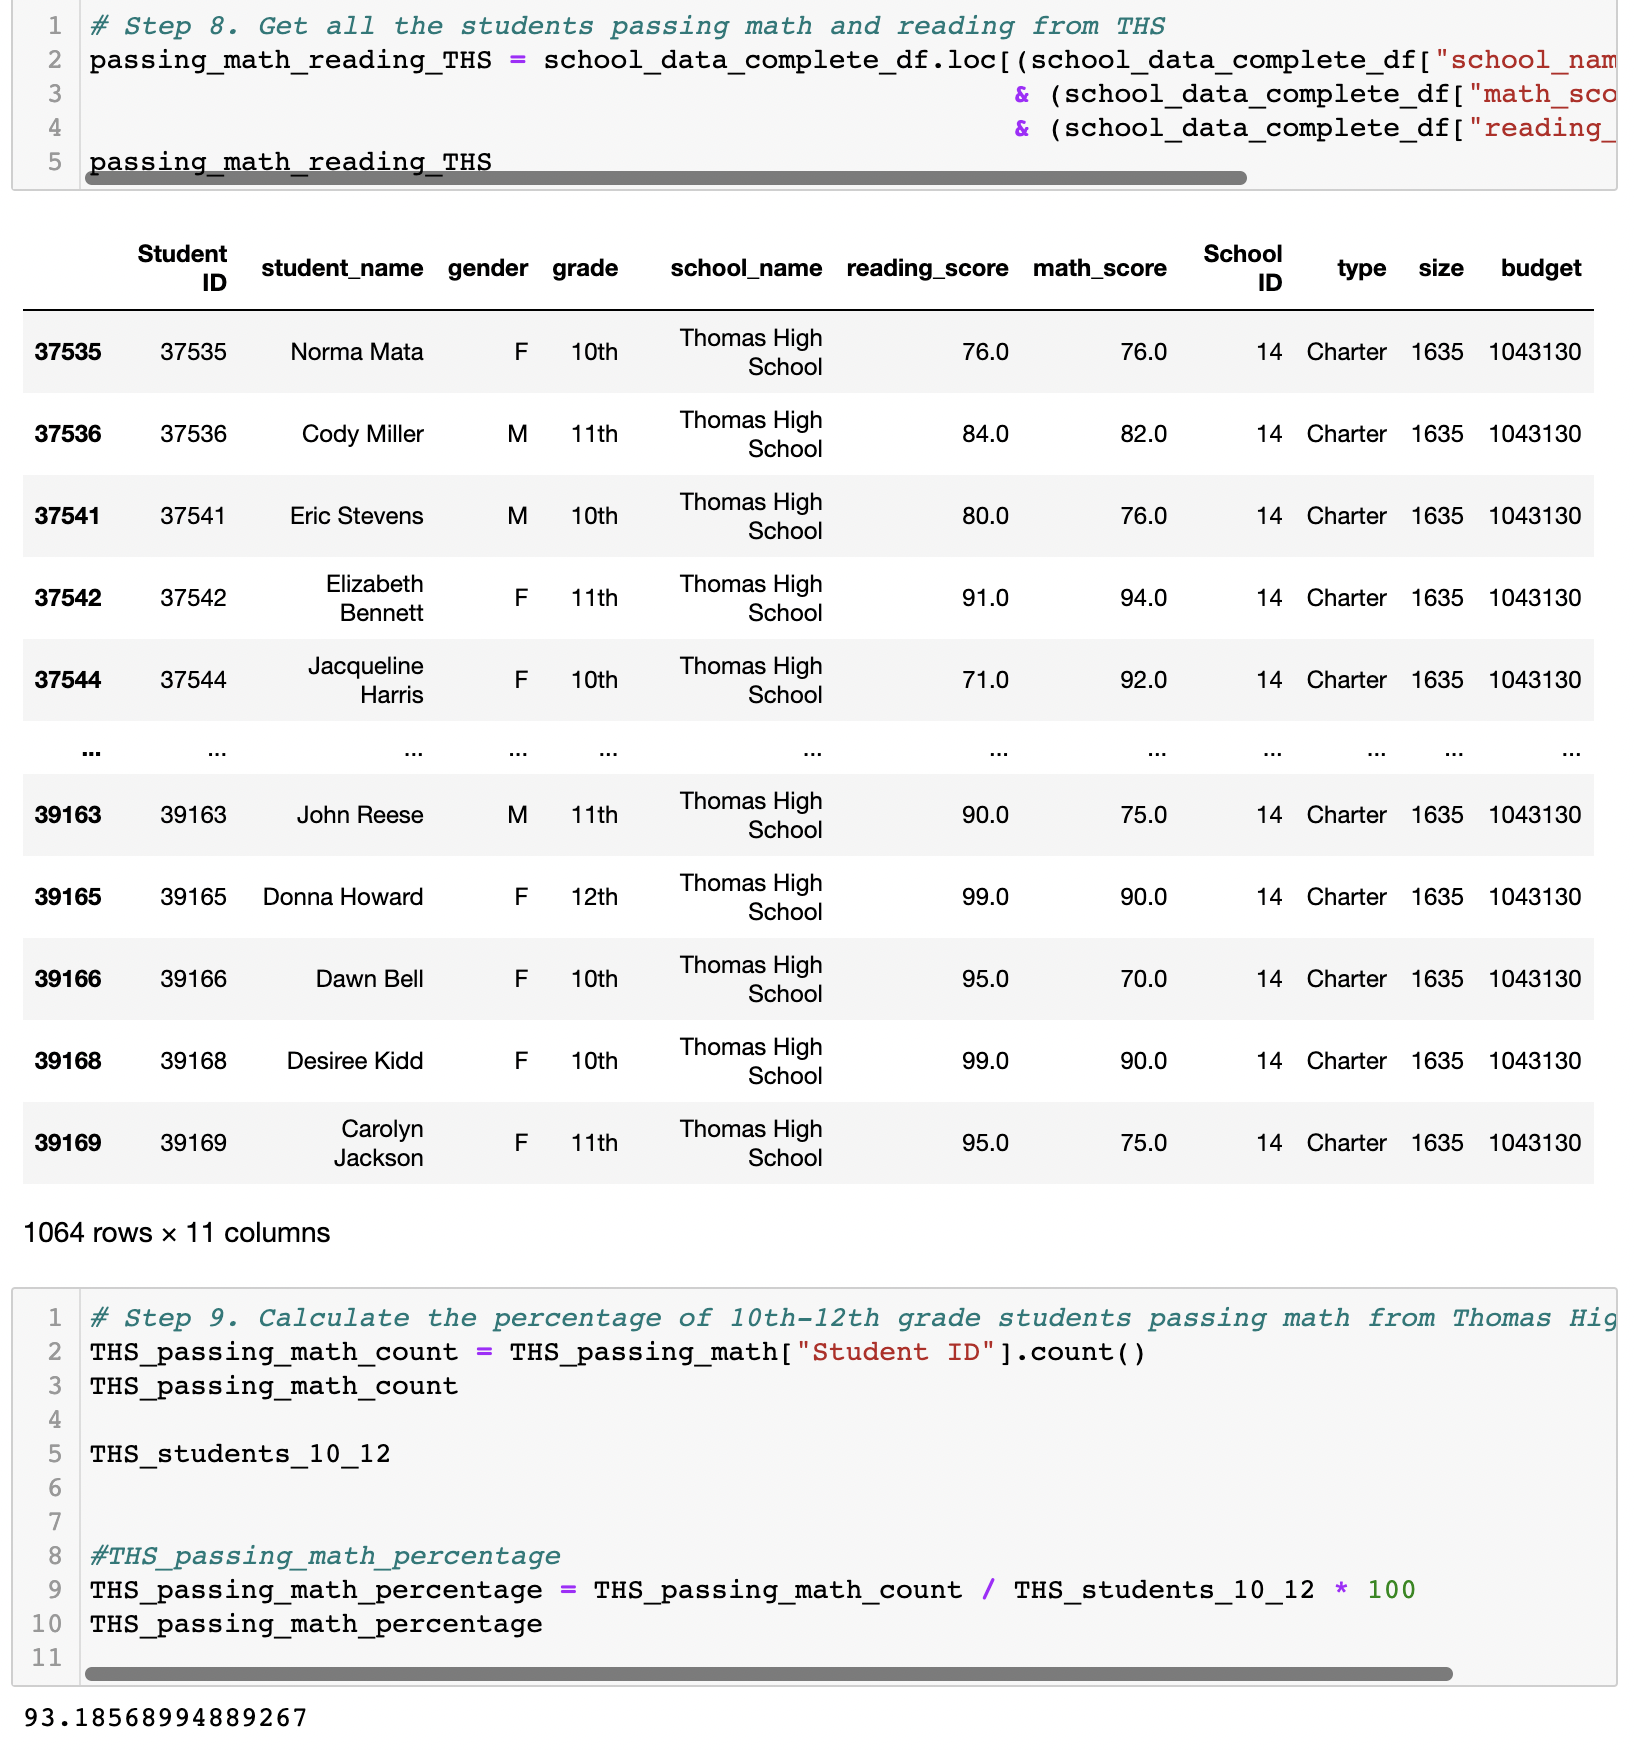 1 # Step 8. Get all the students passing math and reading from THS
2 passing_math_reading_THS = school_data_complete_df.loc[(school_data_complete_df["school_nam
3 & (school_data_complete_df["math_sco
4 & (school_data_complete_df["reading_
5 passing_math_reading_THS
Student ID student_name gender grade school_name reading_score math_score School ID type size budget
37535 37535 Norma Mata F 10th Thomas High School 76.0 76.0 14 Charter 1635 1043130
37536 37536 Cody Miller M 11th Thomas High School 84.0 82.0 14 Charter 1635 1043130
37541 37541 Eric Stevens M 10th Thomas High School 80.0 76.0 14 Charter 1635 1043130
37542 37542 Elizabeth Bennett F 11th Thomas High School 91.0 94.0 14 Charter 1635 1043130
37544 37544 Jacqueline Harris F 10th Thomas High School 71.0 92.0 14 Charter 1635 1043130
... ... ... ... ... ... ... ... ... ... ... ...
39163 39163 John Reese M 11th Thomas High School 90.0 75.0 14 Charter 1635 1043130
39165 39165 Donna Howard F 12th Thomas High School 99.0 90.0 14 Charter 1635 1043130
39166 39166 Dawn Bell F 10th Thomas High School 95.0 70.0 14 Charter 1635 1043130
39168 39168 Desiree Kidd F 10th Thomas High School 99.0 90.0 14 Charter 1635 1043130
39169 39169 Carolyn Jackson F 11th Thomas High School 95.0 75.0 14 Charter 1635 1043130
1064 rows × 11 columns
1 # Step 9. Calculate the percentage of 10th-12th grade students passing math from Thomas Hig
2 THS_passing_math_count = THS_passing_math["Student ID"].count()
3 THS_passing_math_count
4
5 THS_students_10_12
6
7
8 #THS_passing_math_percentage
9 THS_passing_math_percentage = THS_passing_math_count / THS_students_10_12 * 100
10 THS_passing_math_percentage
11
93.18568994889267